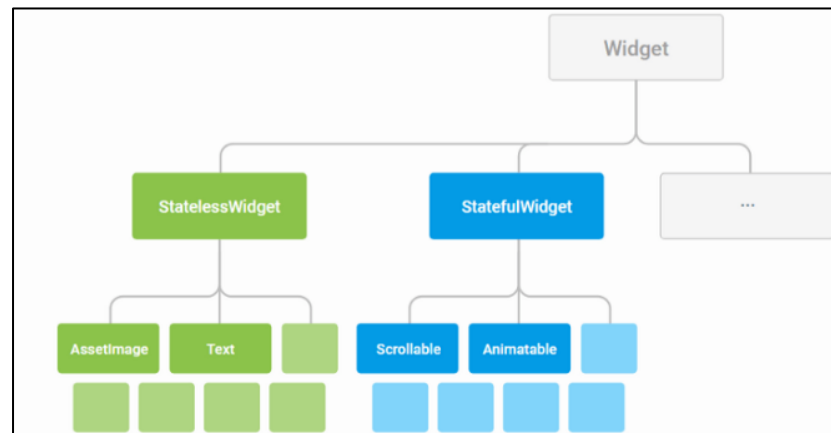 Widget
StatelessWidget
StatefulWidget
...
AssetImage
Text
Scrollable
Animatable